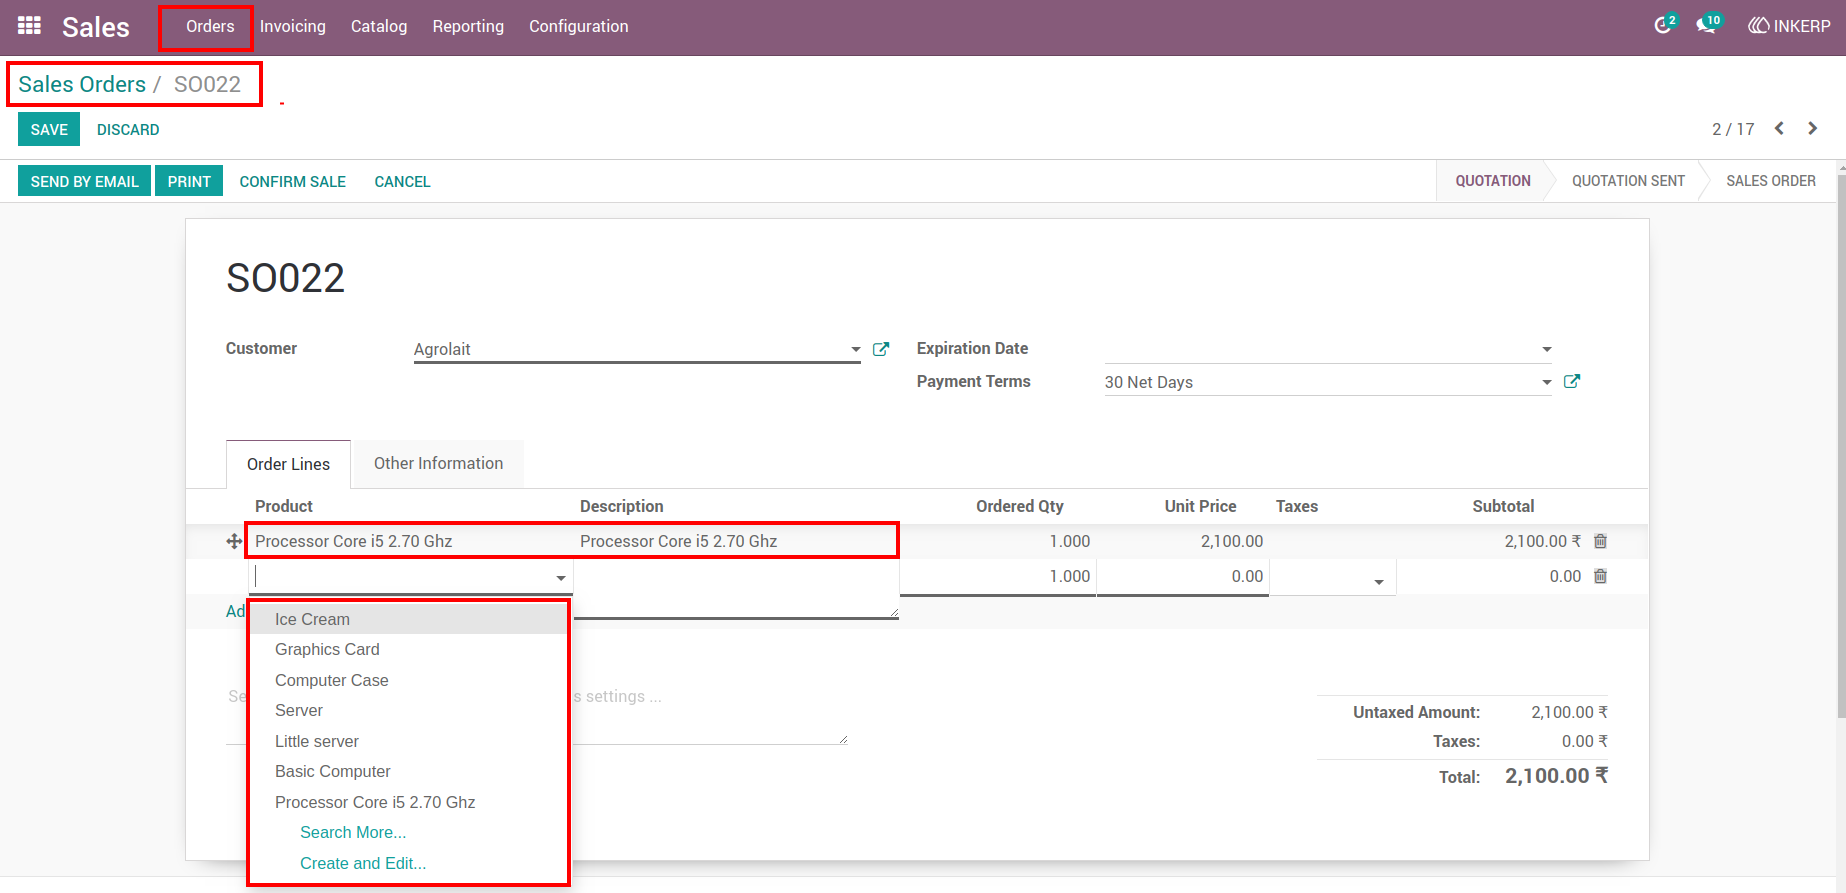 Sales Orders Invoicing Catalog Reporting Configuration 2 10 INKERP
Sales Orders / SO022
SAVE DISCARD 2 / 17
SEND BY EMAIL PRINT CONFIRM SALE CANCEL QUOTATION QUOTATION SENT SALES ORDER
SO022
Customer Agrolait Expiration Date
Payment Terms 30 Net Days
Order Lines Other Information
Product Description Ordered Qty Unit Price Taxes Subtotal
Processor Core i5 2.70 Ghz Processor Core i5 2.70 Ghz 1.000 2,100.00 2,100.00 ₹
1.000 0.00 0.00
Ad
Ice Cream
Graphics Card
Computer Case
Se s settings ...
Server
Little server
Basic Computer
Processor Core i5 2.70 Ghz
Search More...
Create and Edit...
Untaxed Amount: 2,100.00 ₹
Taxes: 0.00 ₹
Total: 2,100.00 ₹